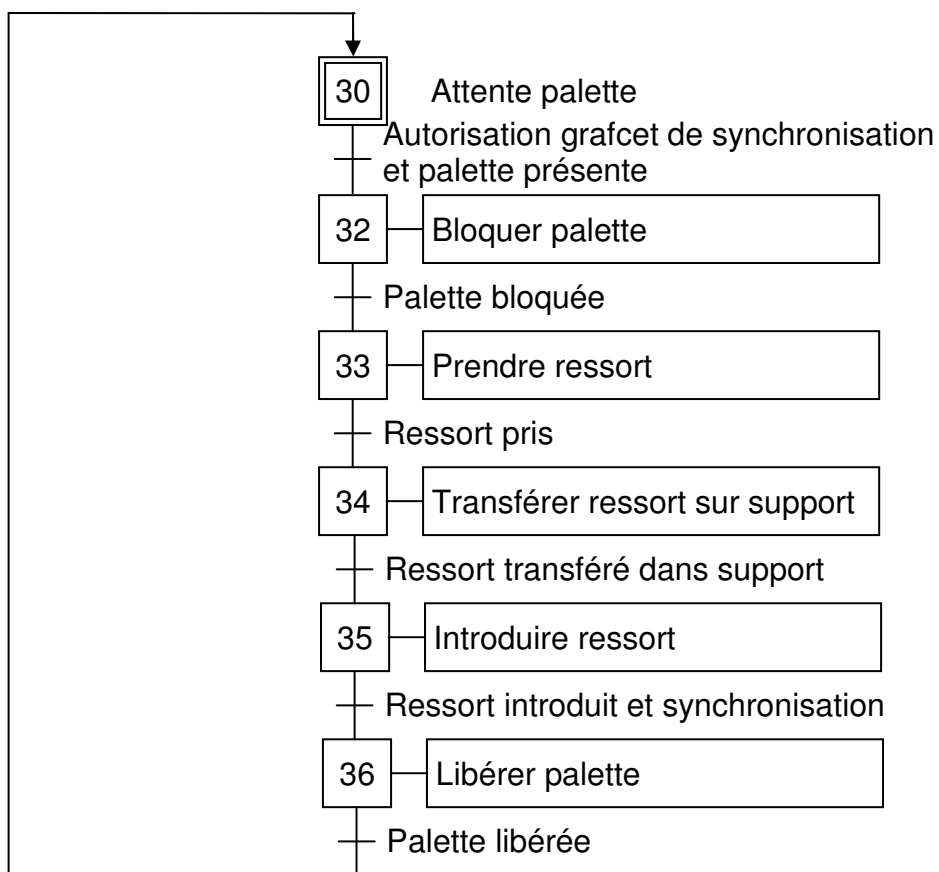 30 Attente palette
Autorisation grafcet de synchronisation
et palette présente
32 Bloquer palette
Palette bloquée
33 Prendre ressort
Ressort pris
34 Transférer ressort sur support
Ressort transféré dans support
35 Introduire ressort
Ressort introduit et synchronisation
36 Libérer palette
Palette libérée